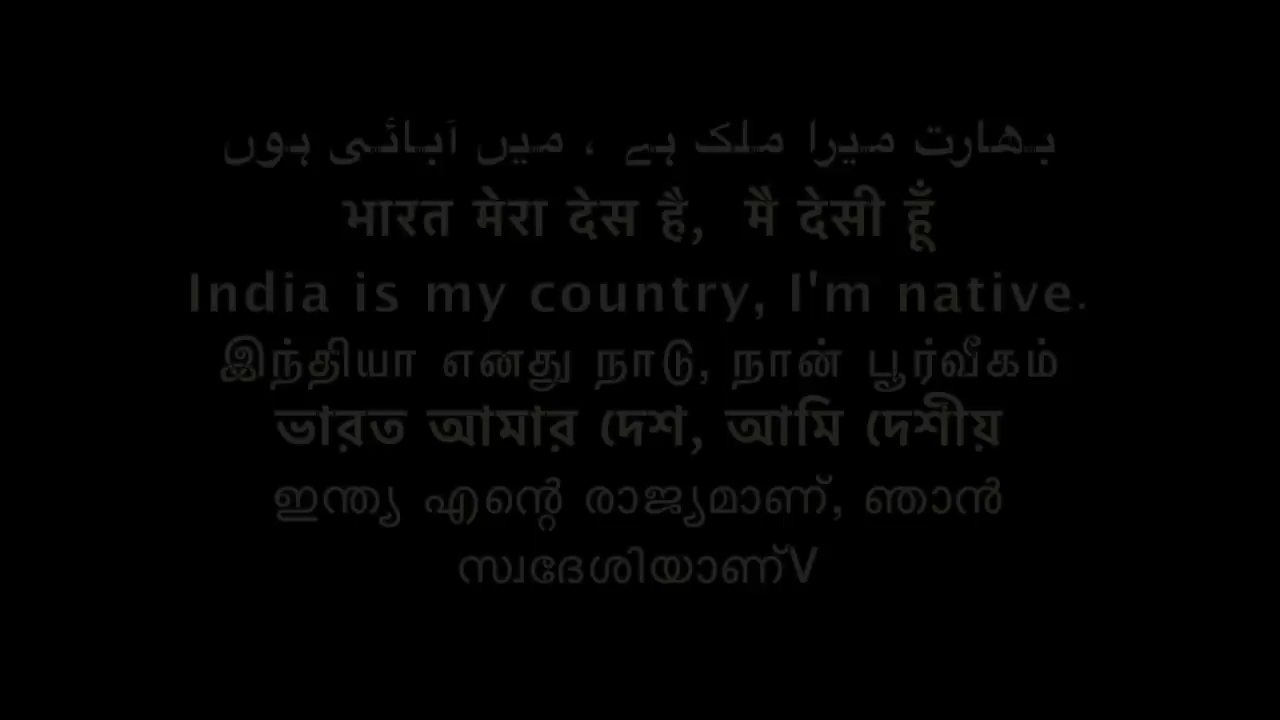 بھارت میرا ملک ہے ، میں آبائی ہوں
भारत मेरा देस है, मै देसी हूँ
India is my country, I'm native.
இந்தியா எனது நாடு, நான் பூர்வீகம்
ভারত আমার দেশ, আমি দেশীয়
ഇന്ത്യ എന്റെ രാജ്യമാണ്, ഞാൻ
സ്വദേശിയാണ്V